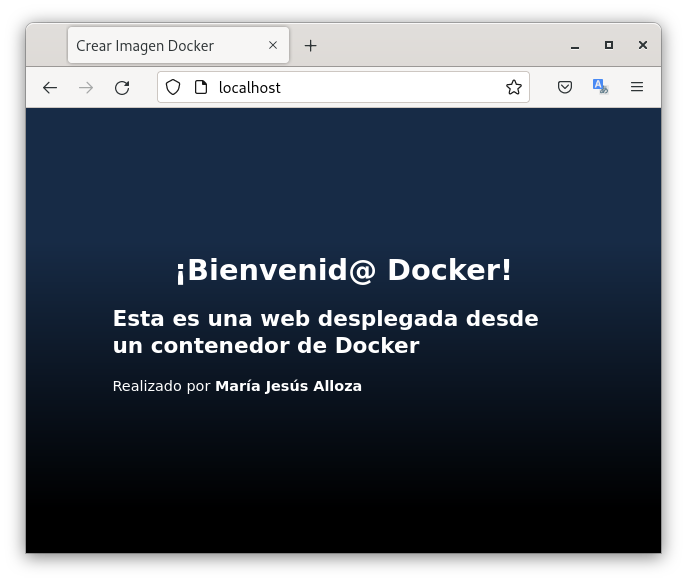 Crear Imagen Docker
localhost
¡Bienvenid@ Docker!
Esta es una web desplegada desde
un contenedor de Docker
Realizado por María Jesús Alloza